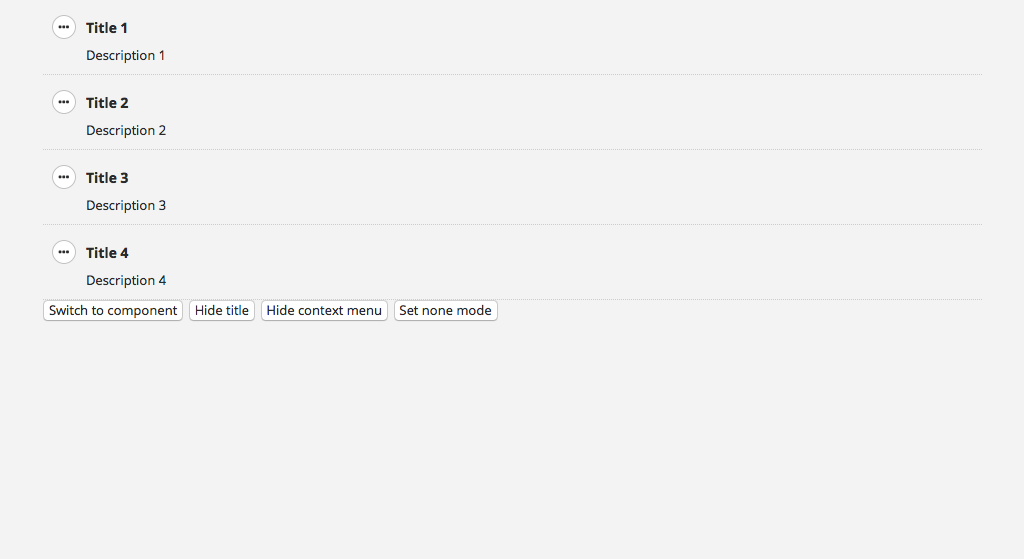 Title 1
Description 1
Title 2
Description 2
Title 3
Description 3
Title 4
Description 4
Switch to component Hide title Hide context menu Set none mode